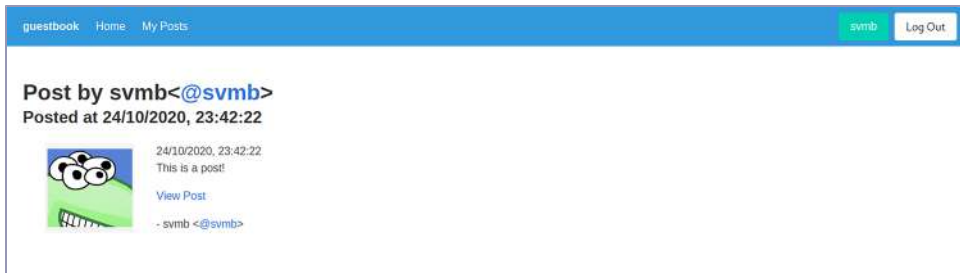 guestbook Home My Posts svmb Log Out
Post by svmb<@svmb>
Posted at 24/10/2020, 23:42:22
24/10/2020, 23:42:22
This is a post!
View Post
- svmb <@svmb>